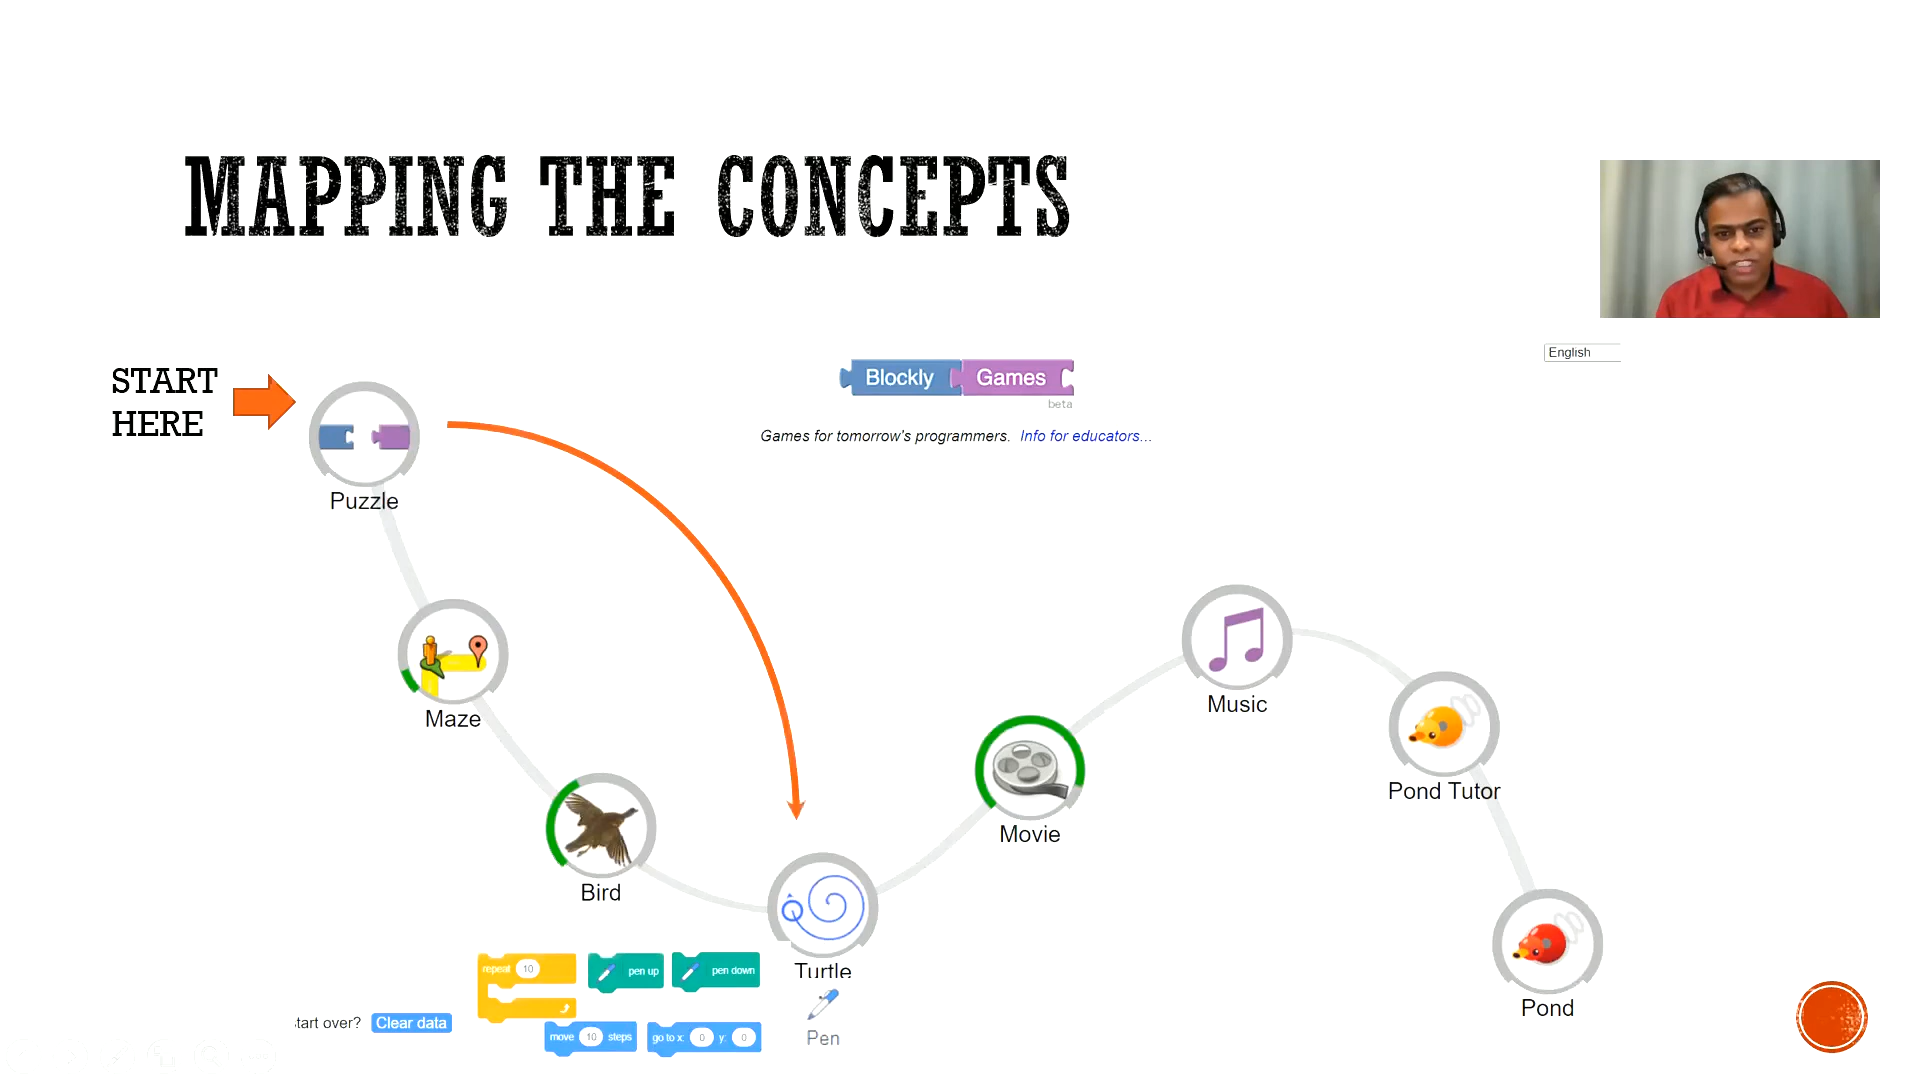 MAPPING THE CONCEPTS
English
START
HERE
Blockly Games
beta
Games for tomorrow's programmers. Info for educators...
Puzzle
Maze
Bird
Turtle
Movie
Music
Pond Tutor
Pond
repeat 10
pen up
pen down
move 10 steps
go to x: 0 y: 0
Pen
tart over? Clear data